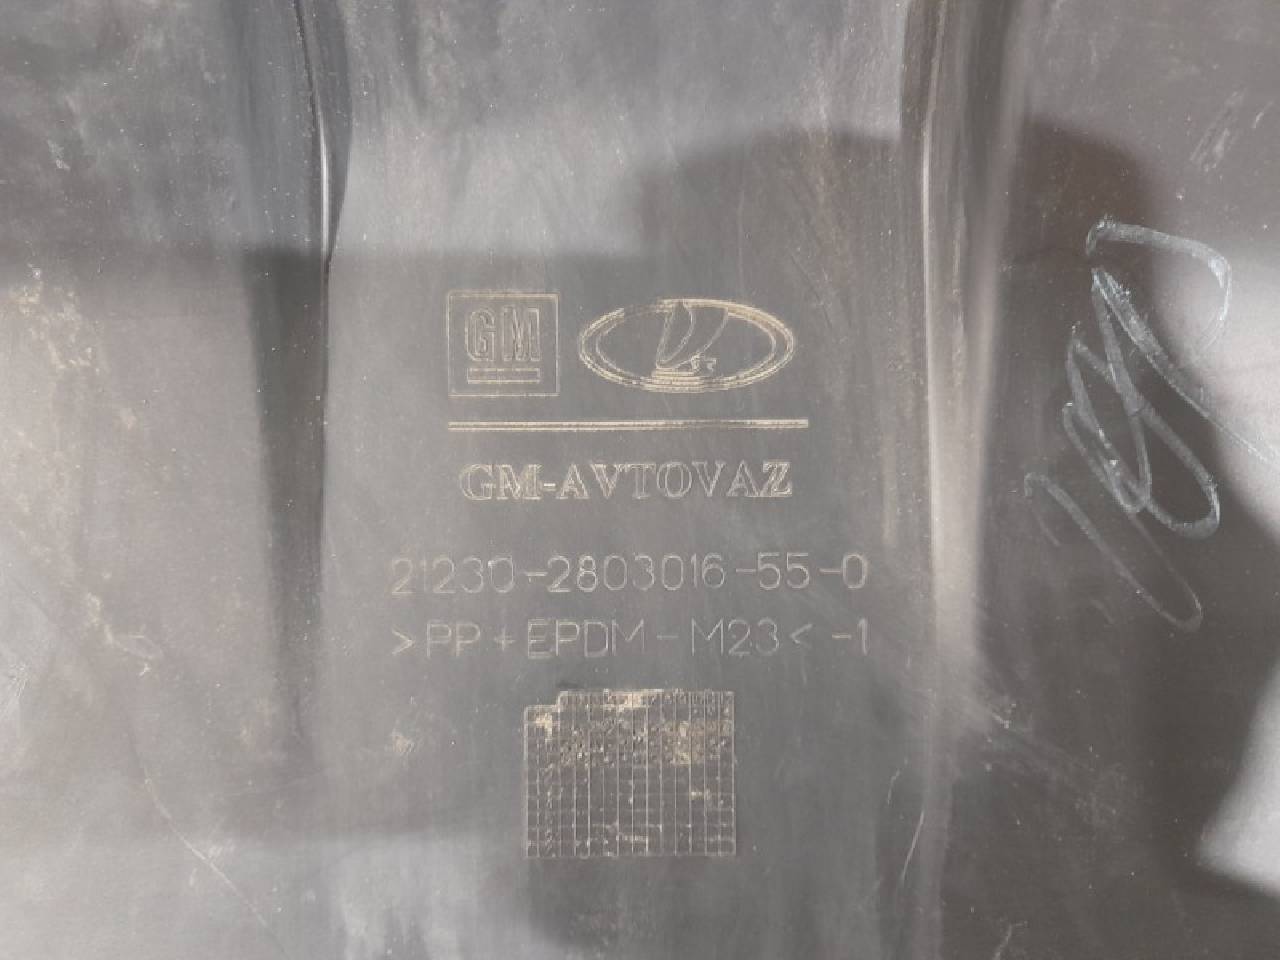 GM
GM-AVTOVAZ
21230-2803016-55-0
>PP+EPDM-M23<-1